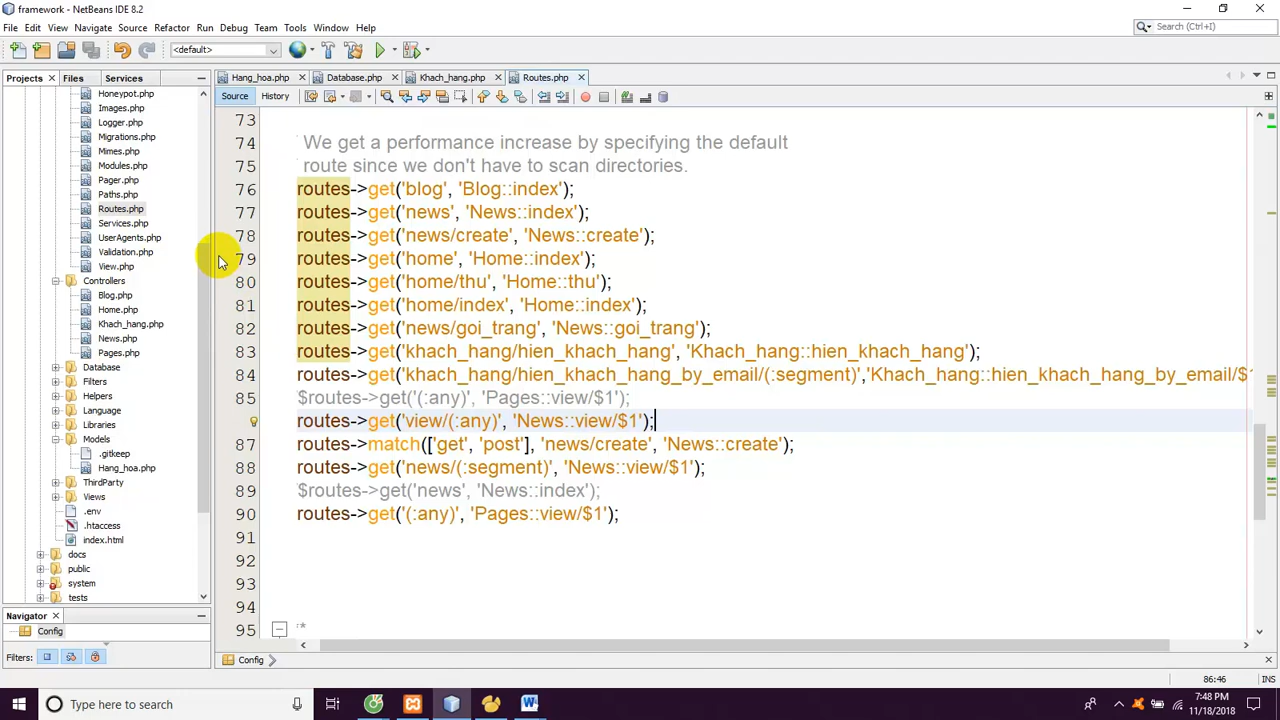 framework - NetBeans IDE 8.2
File Edit View Navigate Source Refactor Run Debug Team Tools Window Help
Search (Ctrl+I)
<default>
Projects Files Services
Hang_hoa.php Database.php Khach_hang.php Routes.php
Source History
Honeypot.php
Images.php
Logger.php
Migrations.php
Mimes.php
Modules.php
Pager.php
Paths.php
Routes.php
Services.php
UserAgents.php
Validation.php
View.php
Controllers
Blog.php
Home.php
Khach_hang.php
News.php
Pages.php
Database
Filters
Helpers
Language
Libraries
Models
.gitkeep
Hang_hoa.php
ThirdParty
Views
.env
.htaccess
index.html
docs
public
system
tests
Navigator
Config
Filters:
73
74 We get a performance increase by specifying the default
75 route since we don't have to scan directories.
76 routes->get('blog', 'Blog::index');
77 routes->get('news', 'News::index');
78 routes->get('news/create', 'News::create');
79 routes->get('home', 'Home::index');
80 routes->get('home/thu', 'Home::thu');
81 routes->get('home/index', 'Home::index');
82 routes->get('news/goi_trang', 'News::goi_trang');
83 routes->get('khach_hang/hien_khach_hang', 'Khach_hang::hien_khach_hang');
84 routes->get('khach_hang/hien_khach_hang_by_email/(:segment)','Khach_hang::hien_khach_hang_by_email/$1
85 $routes->get('(:any)', 'Pages::view/$1');
routes->get('view/(:any)', 'News::view/$1');
87 routes->match(['get', 'post'], 'news/create', 'News::create');
88 routes->get('news/(:segment)', 'News::view/$1');
89 $routes->get('news', 'News::index');
90 routes->get('(:any)', 'Pages::view/$1');
91
92
93
94
95 *
Config
86:46 INS
Type here to search
7:48 PM
11/18/2018